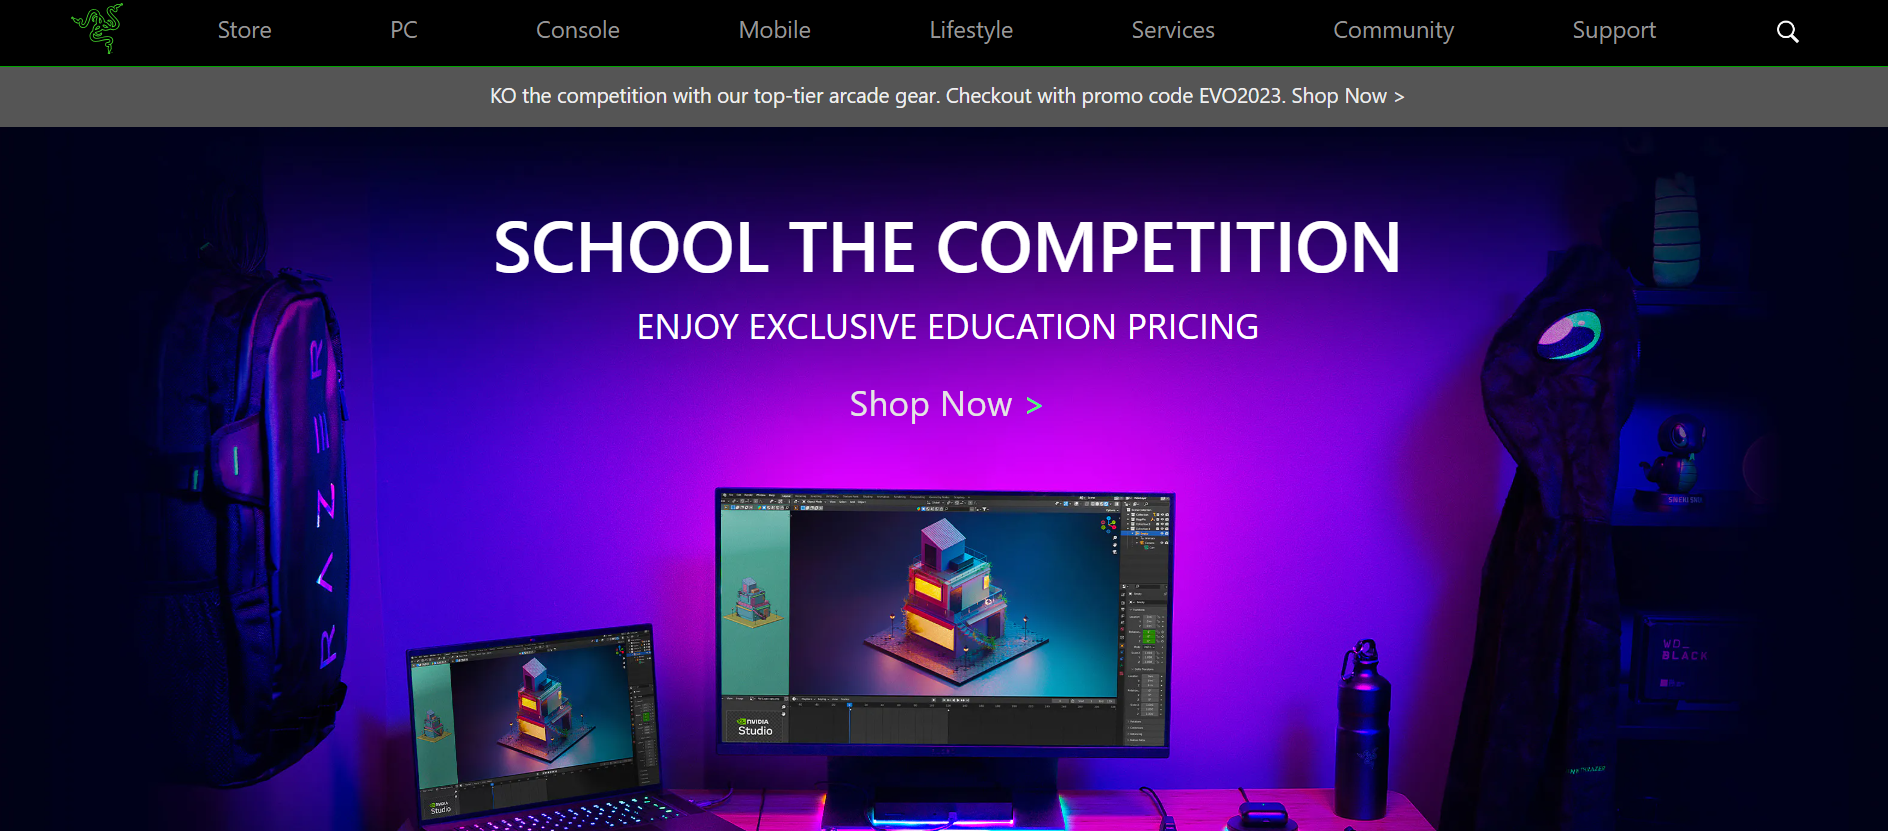 Store PC Console Mobile Lifestyle Services Community Support
KO the competition with our top-tier arcade gear. Checkout with promo code EVO2023. Shop Now >
SCHOOL THE COMPETITION
ENJOY EXCLUSIVE EDUCATION PRICING
Shop Now >
RAZER
NVIDIA
Studio
NVIDIA
Studio
WD_
BLACK